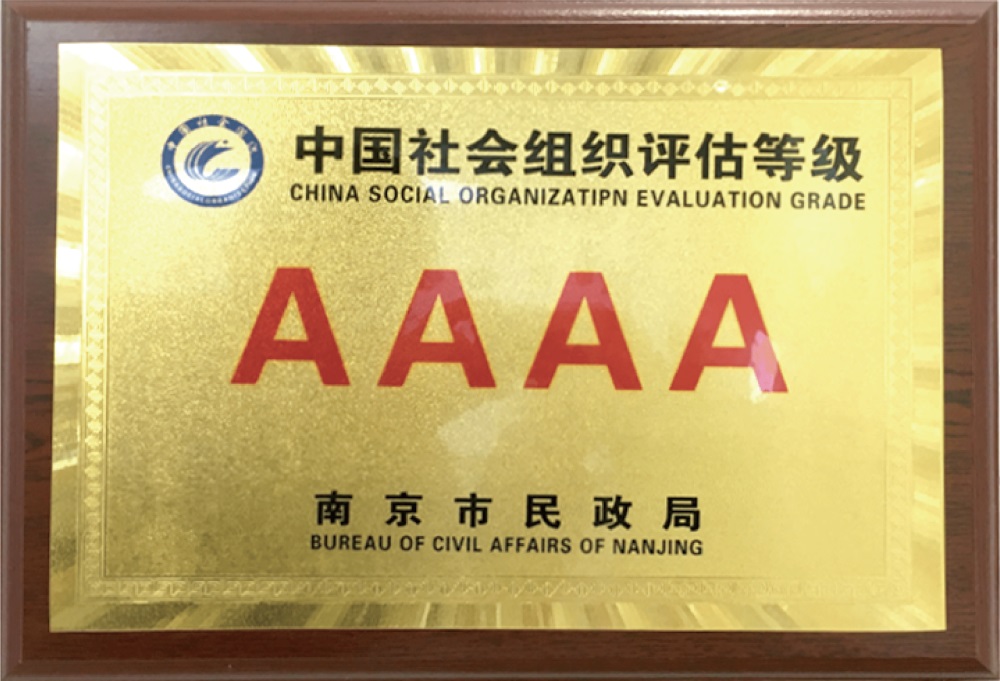 中国社会组织评估等级
CHINA SOCIAL ORGANIZATIPN EVALUATION GRADE
AAAA
南京市民政局
BUREAU OF CIVIL AFFAIRS OF NANJING